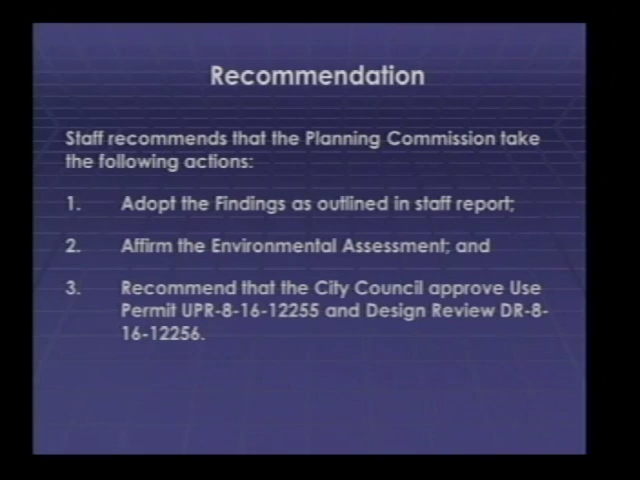 Recommendation
Staff recommends that the Planning Commission take
the following actions:
1. Adopt the Findings as outlined in staff report;
2. Affirm the Environmental Assessment; and
3. Recommend that the City Council approve Use
Permit UPR-8-16-12255 and Design Review DR-8-
16-12256.